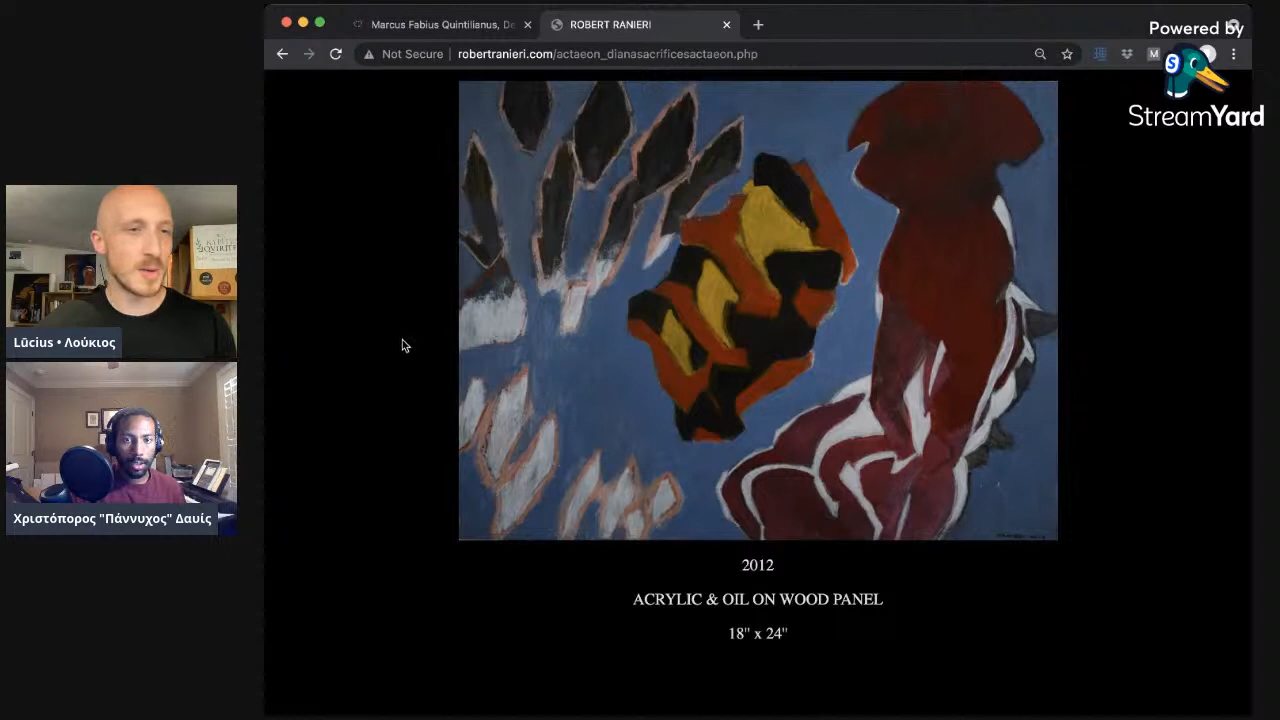 Marcus Fabius Quintilianus, De
ROBERT RANIERI
Powered by
Not Secure | robertranieri.com/actaeon_dianasacrificesactaeon.php
M
S
StreamYard
Lūcius • Λούκιος
Χριστόπορος "Πάννυχος" Δαυίς
2012
ACRYLIC & OIL ON WOOD PANEL
18" x 24"